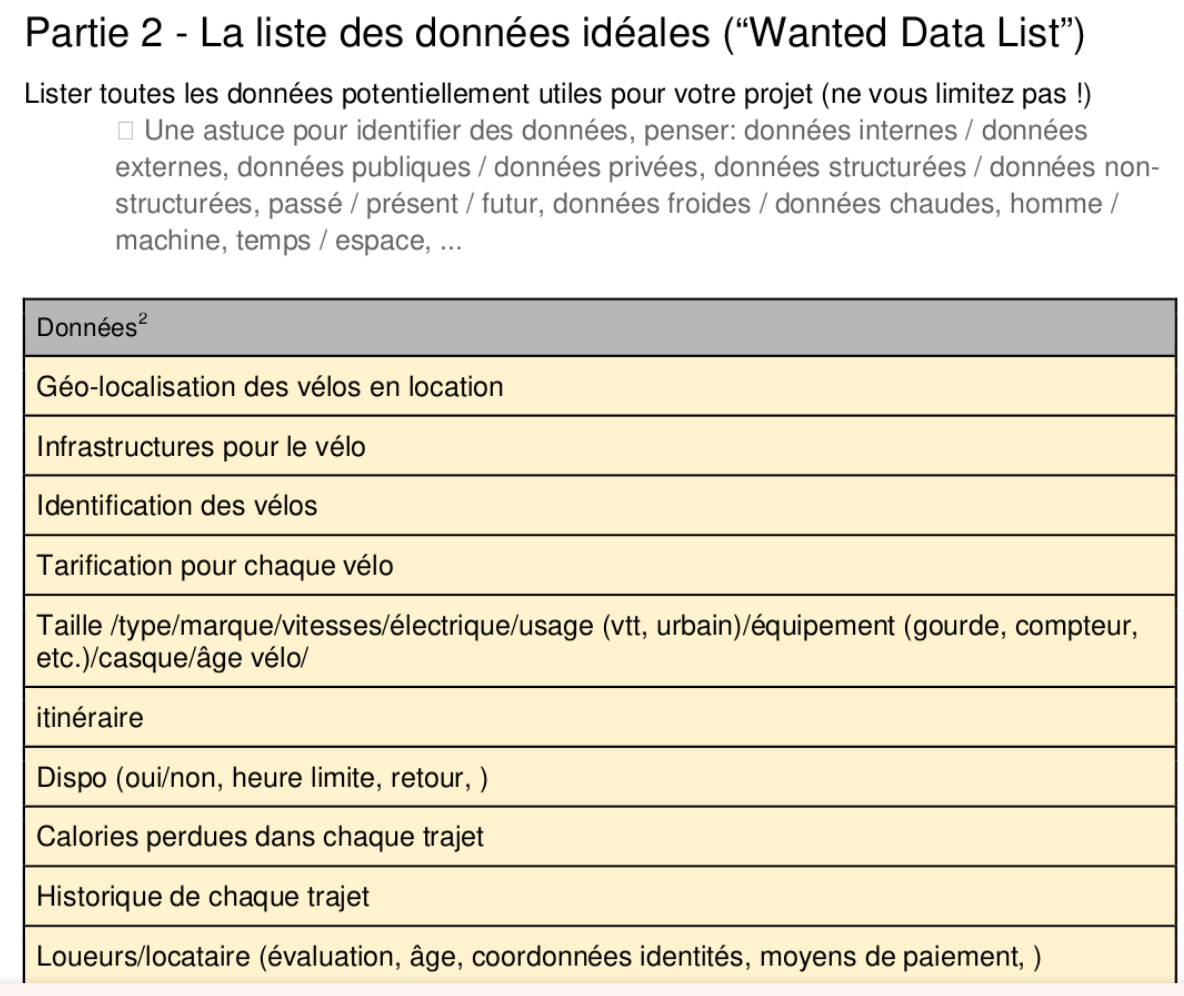 Partie 2 - La liste des données idéales (“Wanted Data List”)
Lister toutes les données potentiellement utiles pour votre projet (ne vous limitez pas !)
□ Une astuce pour identifier des données, penser: données internes / données
externes, données publiques / données privées, données structurées / données non-
structurées, passé / présent / futur, données froides / données chaudes, homme /
machine, temps / espace, ...
Données²
Géo-localisation des vélos en location
Infrastructures pour le vélo
Identification des vélos
Tarification pour chaque vélo
Taille /type/marque/vitesses/électrique/usage (vtt, urbain)/équipement (gourde, compteur,
etc.)/casque/âge vélo/
itinéraire
Dispo (oui/non, heure limite, retour, )
Calories perdues dans chaque trajet
Historique de chaque trajet
Loueurs/locataire (évaluation, âge, coordonnées identités, moyens de paiement, )